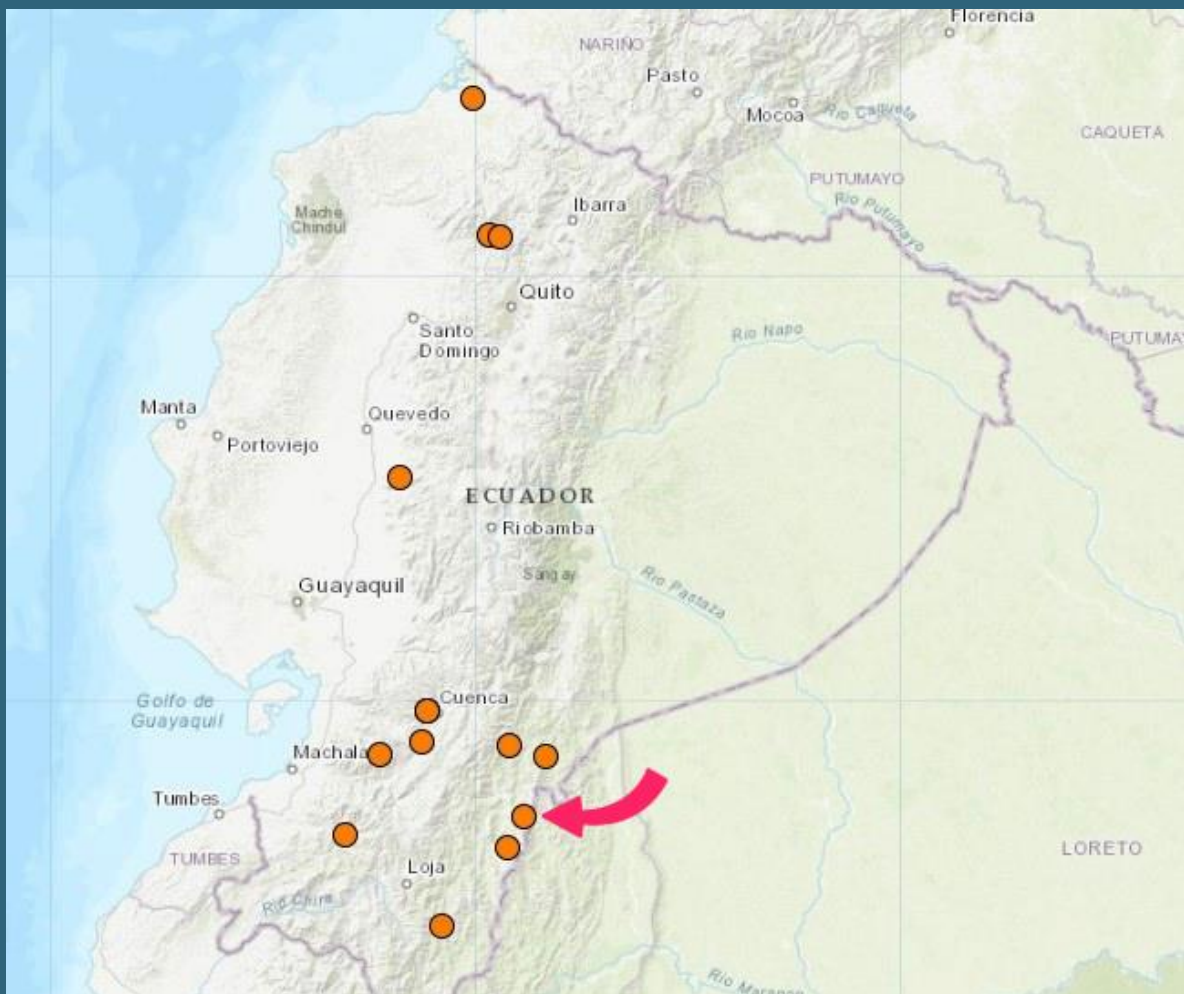 Florencia
NARIÑO
Pasto
Mocoa
Rio Caqueta
CAQUETA
PUTUMAYO
Rio Putumayo
Ibarra
Mache
Chindul
Quito
Santo
Domingo
Rio Napo
PUTUMAY
Manta
Quevedo
Portoviejo
ECUADOR
Riobamba
Sangay
Guayaquil
Rio Pastaza
Golfo de
Guayaquil
Cuenca
Machala
Tumbes
TUMBES
Loja
LORETO
Rio Chira
Rio Maranon